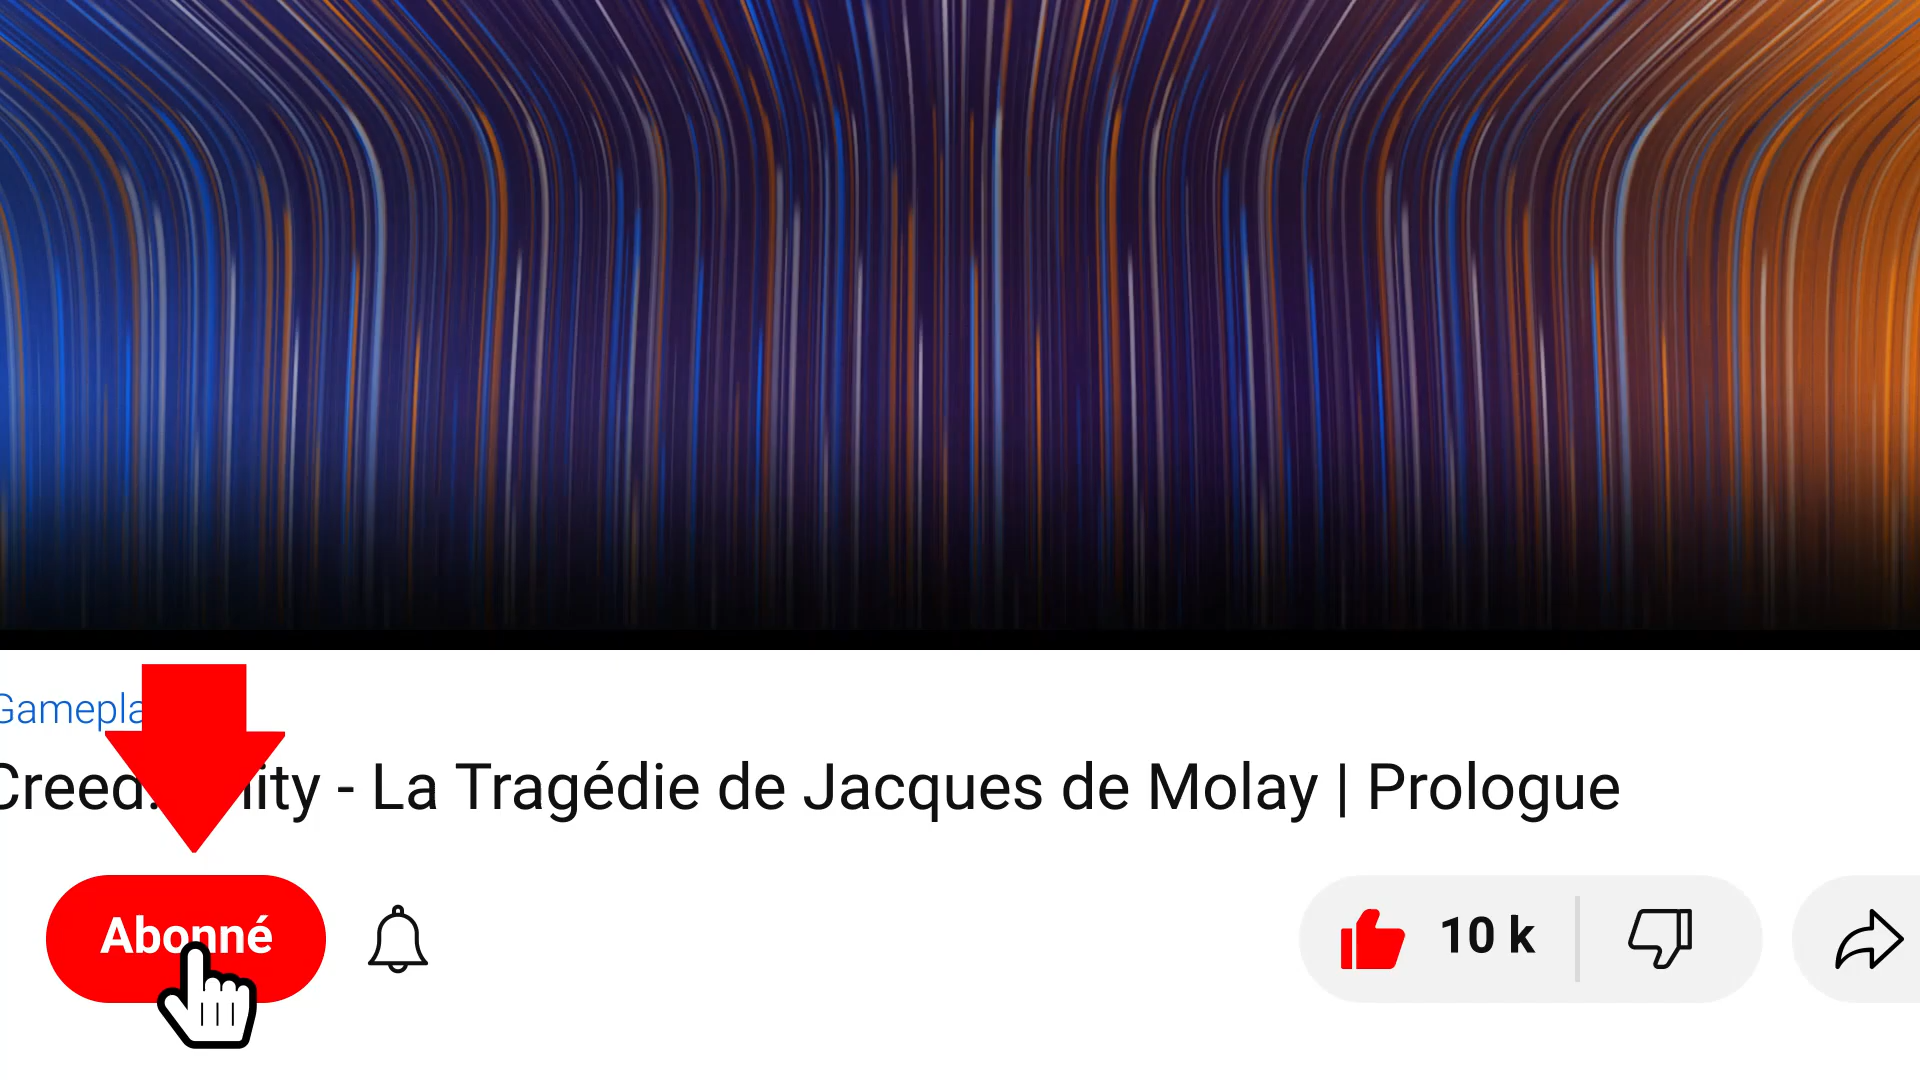 Gamepla
Creed: ity - La Tragédie de Jacques de Molay | Prologue
Abonné
10 k